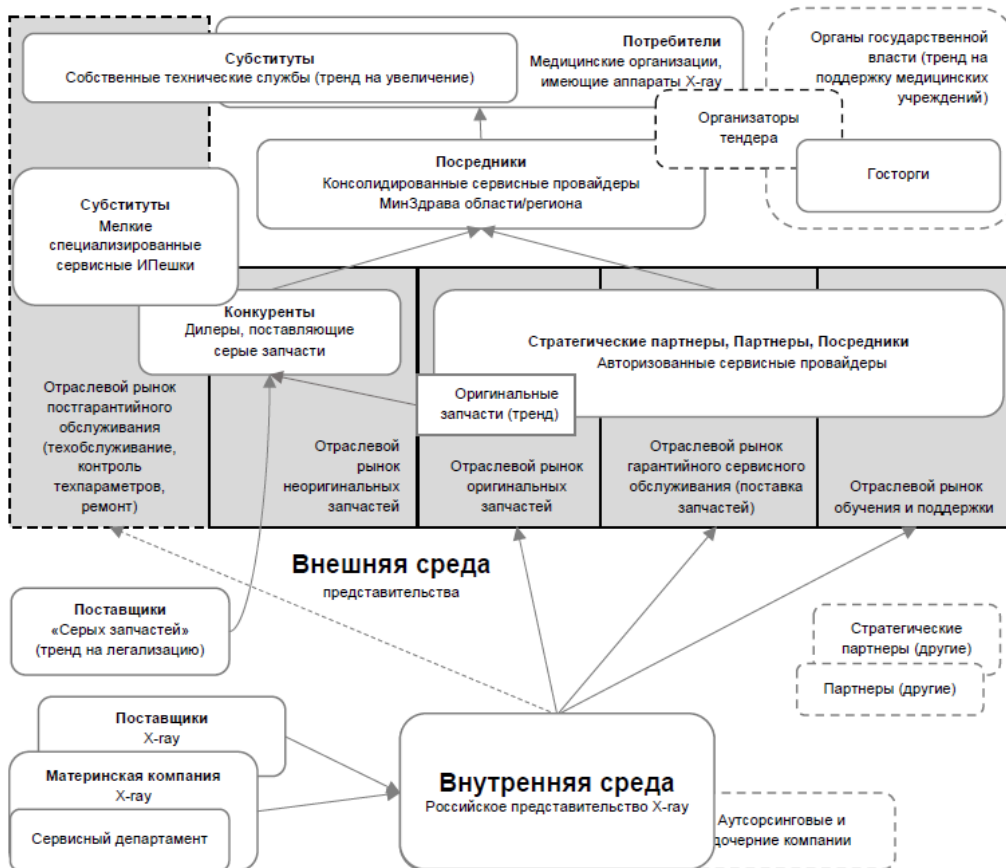 Субституты
Собственные технические службы (тренд на увеличение)
Потребители
Медицинские организации,
имеющие аппараты X-ray
Органы государственной
власти (тренд на
поддержку медицинских
учреждений)
Организаторы
тендера
Госторги
Посредники
Консолидированные сервисные провайдеры
МинЗдрава области/региона
Субституты
Мелкие
специализированные
сервисные ИПешки
Конкуренты
Дилеры, поставляющие
серые запчасти
Стратегические партнеры, Партнеры, Посредники
Авторизованные сервисные провайдеры
Оригинальные
запчасти (тренд)
Отраслевой рынок
постгарантийного
обслуживания
(техобслуживание,
контроль
техпараметров,
ремонт)
Отраслевой
рынок
неоригинальных
запчастей
Отраслевой рынок
оригинальных
запчастей
Отраслевой рынок
гарантийного сервисного
обслуживания (поставка
запчастей)
Отраслевой рынок
обучения и поддержки
Внешняя среда
представительства
Поставщики
«Серых запчастей»
(тренд на легализацию)
Стратегические
партнеры (другие)
Партнеры (другие)
Поставщики
X-ray
Материнская компания
X-ray
Сервисный департамент
Внутренняя среда
Российское представительство X-ray
Аутсорсинговые и
дочерние компании